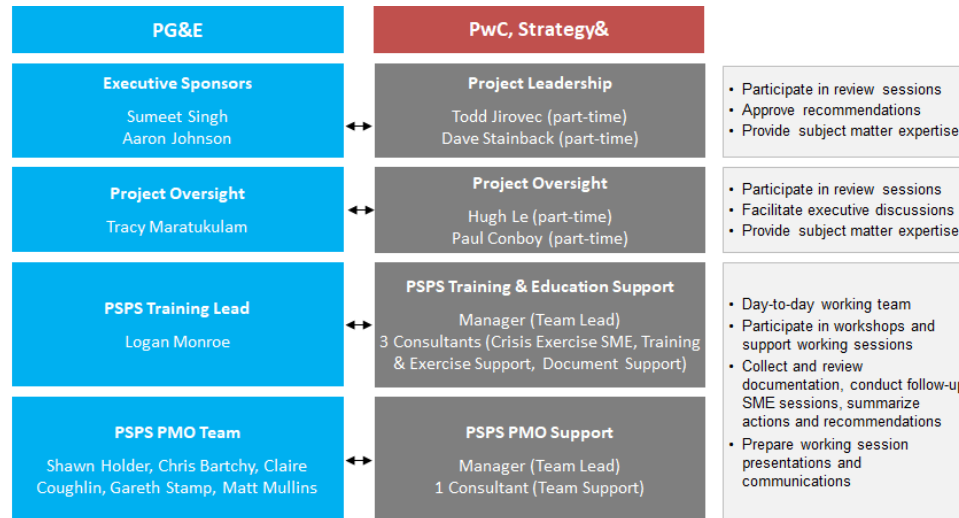 PG&E
PwC, Strategy&
Executive Sponsors
Sumeet Singh
Aaron Johnson
Project Leadership
Todd Jirovec (part-time)
Dave Stainback (part-time)
• Participate in review sessions
• Approve recommendations
• Provide subject matter expertise
Project Oversight
Tracy Maratukulam
Project Oversight
Hugh Le (part-time)
Paul Conboy (part-time)
• Participate in review sessions
• Facilitate executive discussions
• Provide subject matter expertise
PSPS Training Lead
Logan Monroe
PSPS Training & Education Support
Manager (Team Lead)
3 Consultants (Crisis Exercise SME, Training
& Exercise Support, Document Support)
PSPS PMO Team
Shawn Holder, Chris Bartchy, Claire
Coughlin, Gareth Stamp, Matt Mullins
PSPS PMO Support
Manager (Team Lead)
1 Consultant (Team Support)
• Day-to-day working team
• Participate in workshops and
support working sessions
• Collect and review
documentation, conduct follow-up
SME sessions, summarize
actions and recommendations
• Prepare working session
presentations and
communications